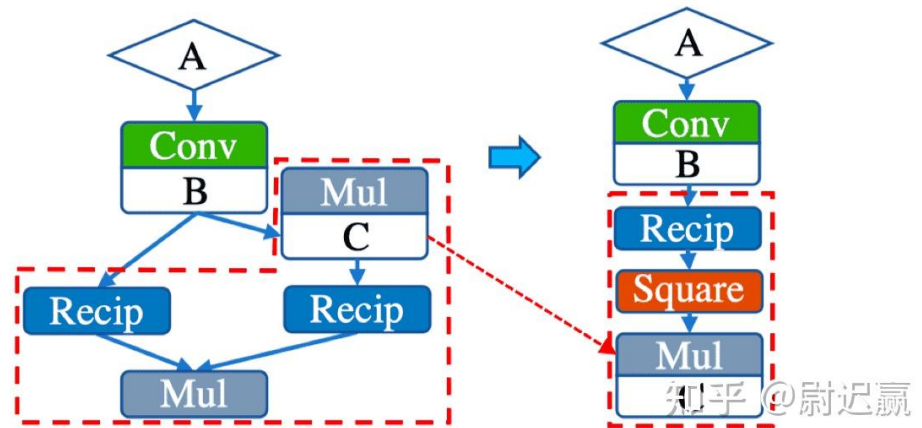 A
Conv
B
Mul
C
Recip
Recip
Mul
A
Conv
B
Recip
Square
Mul
C
知乎 @尉迟赢